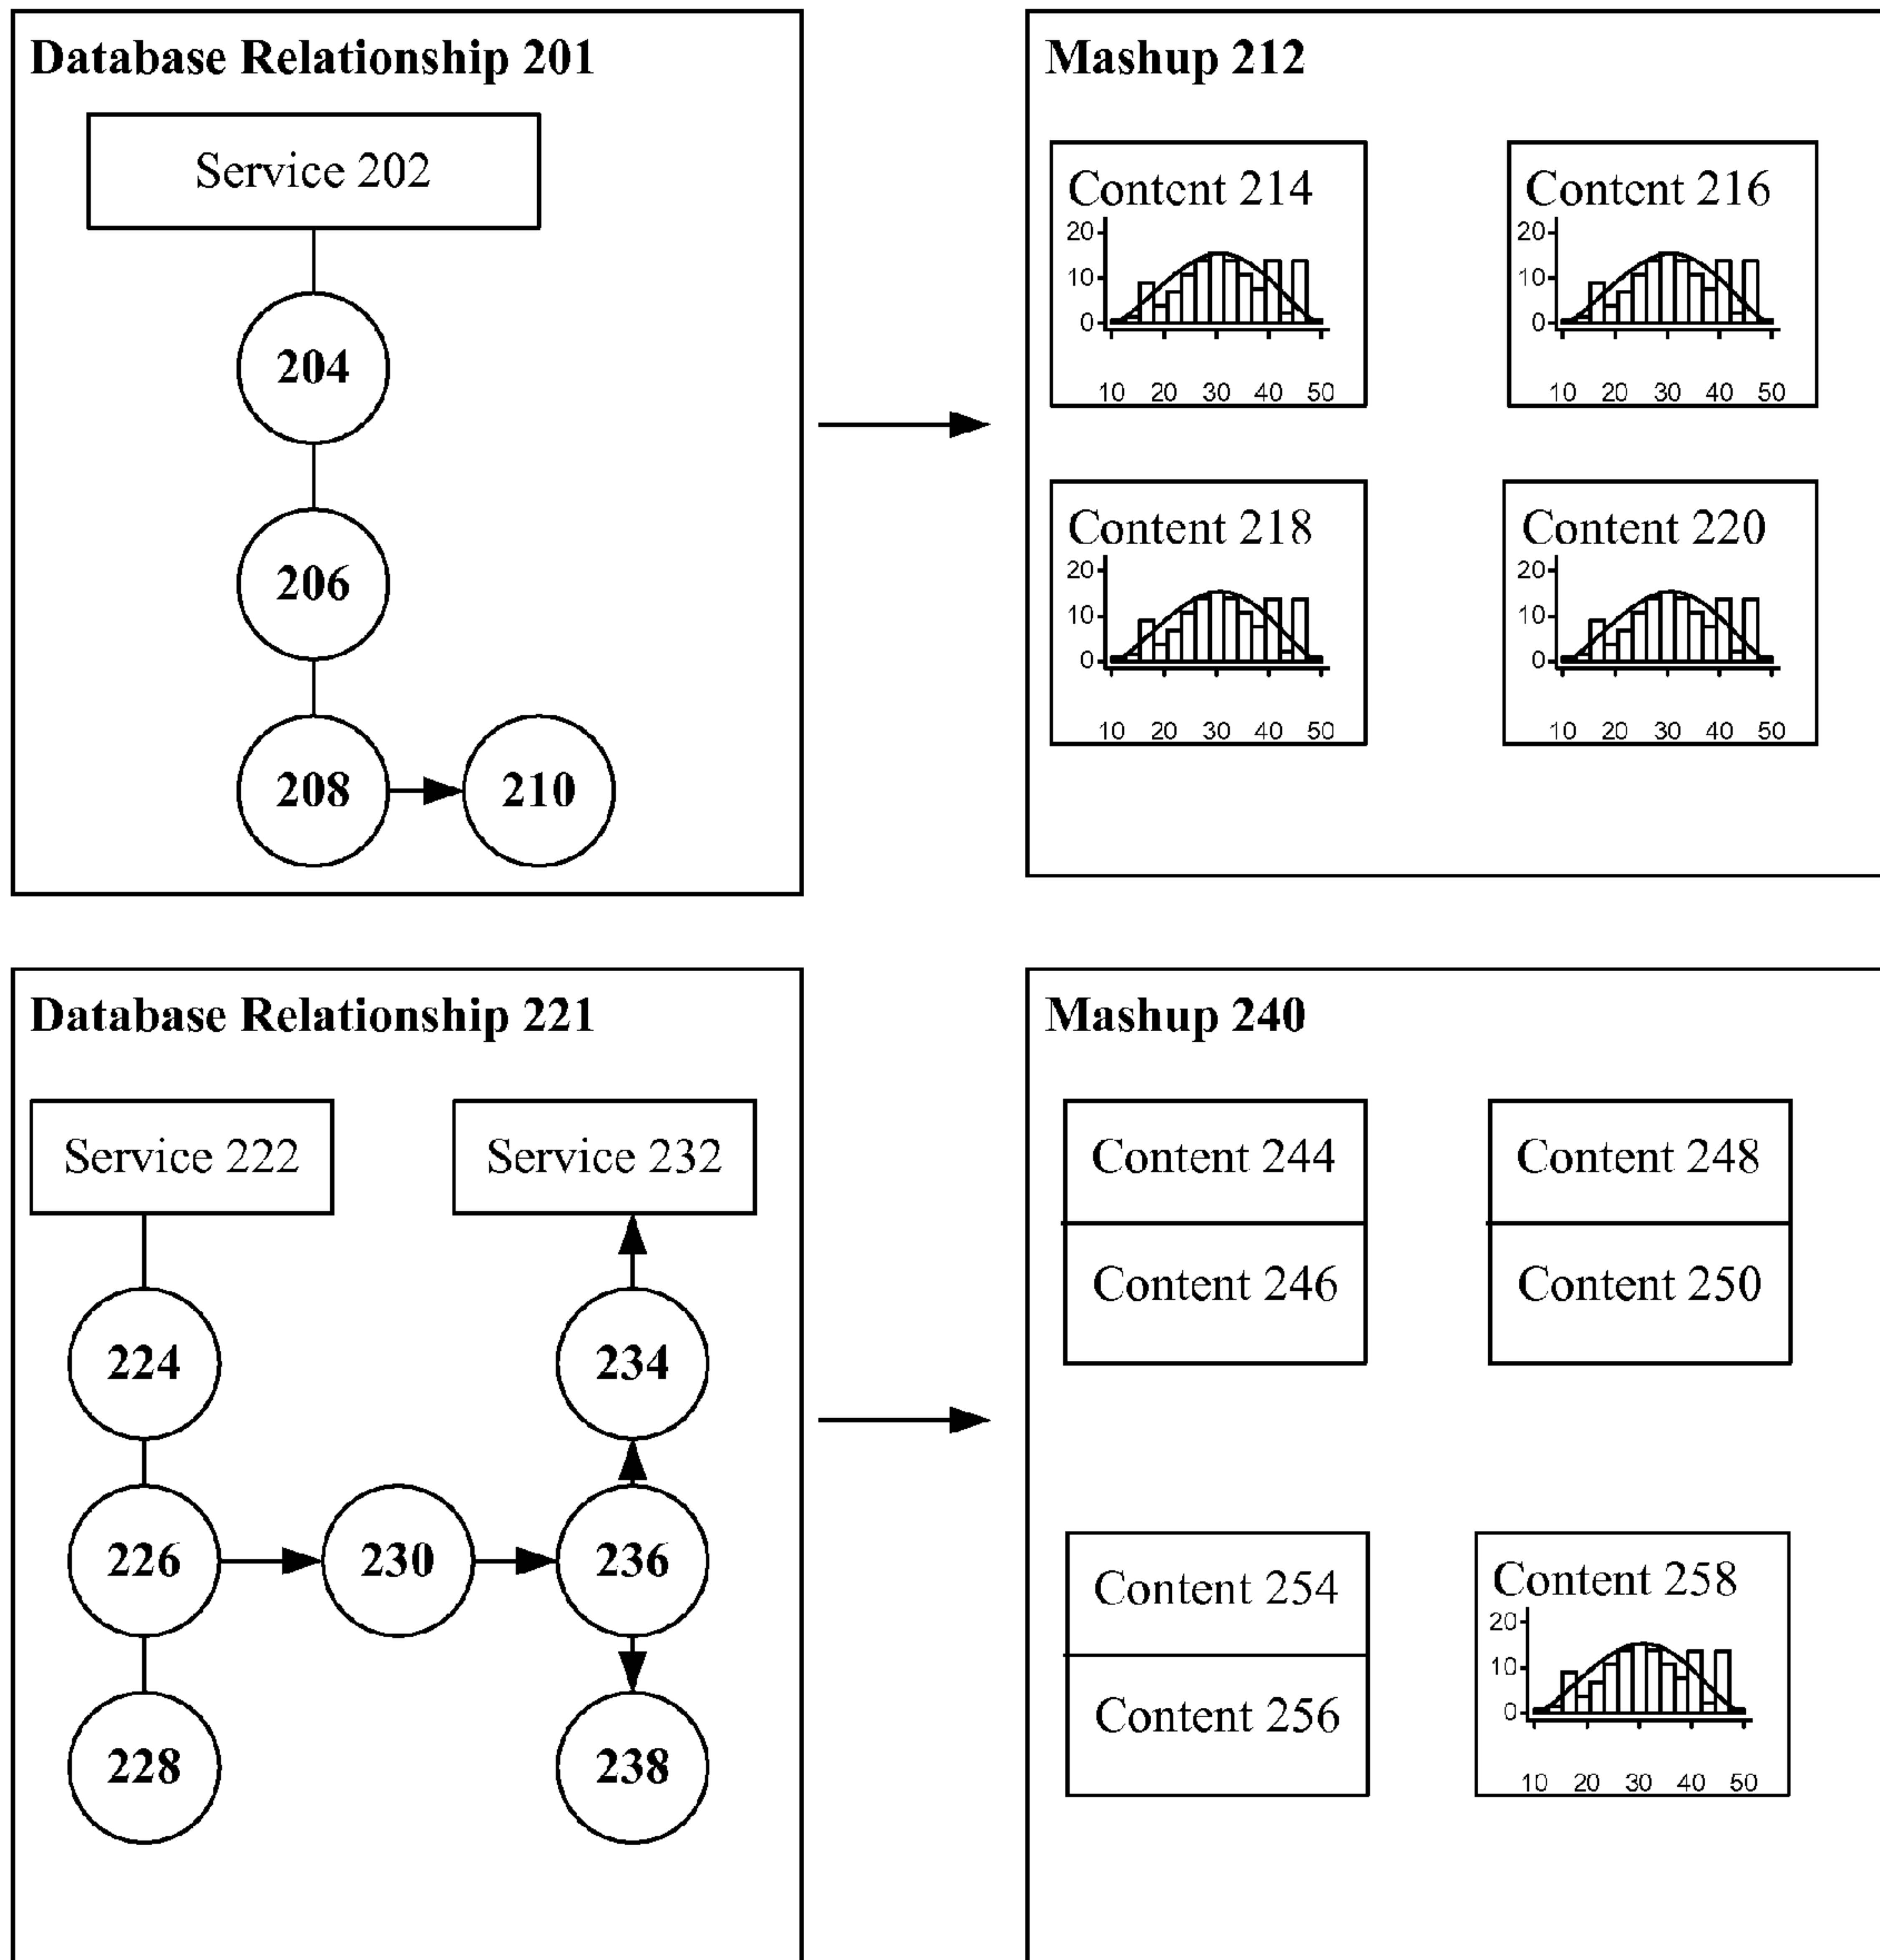 Database Relationship 201
Service 202
204
206
208 210
Mashup 212
Content 214
20
10
0
10 20 30 40 50
Content 216
20
10
0
10 20 30 40 50
Content 218
20
10
0
10 20 30 40 50
Content 220
20
10
0
10 20 30 40 50
Database Relationship 221
Service 222 Service 232
224 234
226 230 236
228 238
Mashup 240
Content 244
Content 246
Content 248
Content 250
Content 254
Content 256
Content 258
20
10
0
10 20 30 40 50